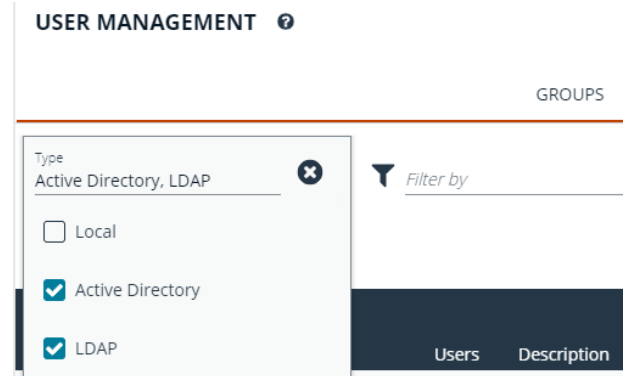 USER MANAGEMENT ?
GROUPS
Type
Active Directory, LDAP
Filter by
Local
Active Directory
LDAP
Users Description